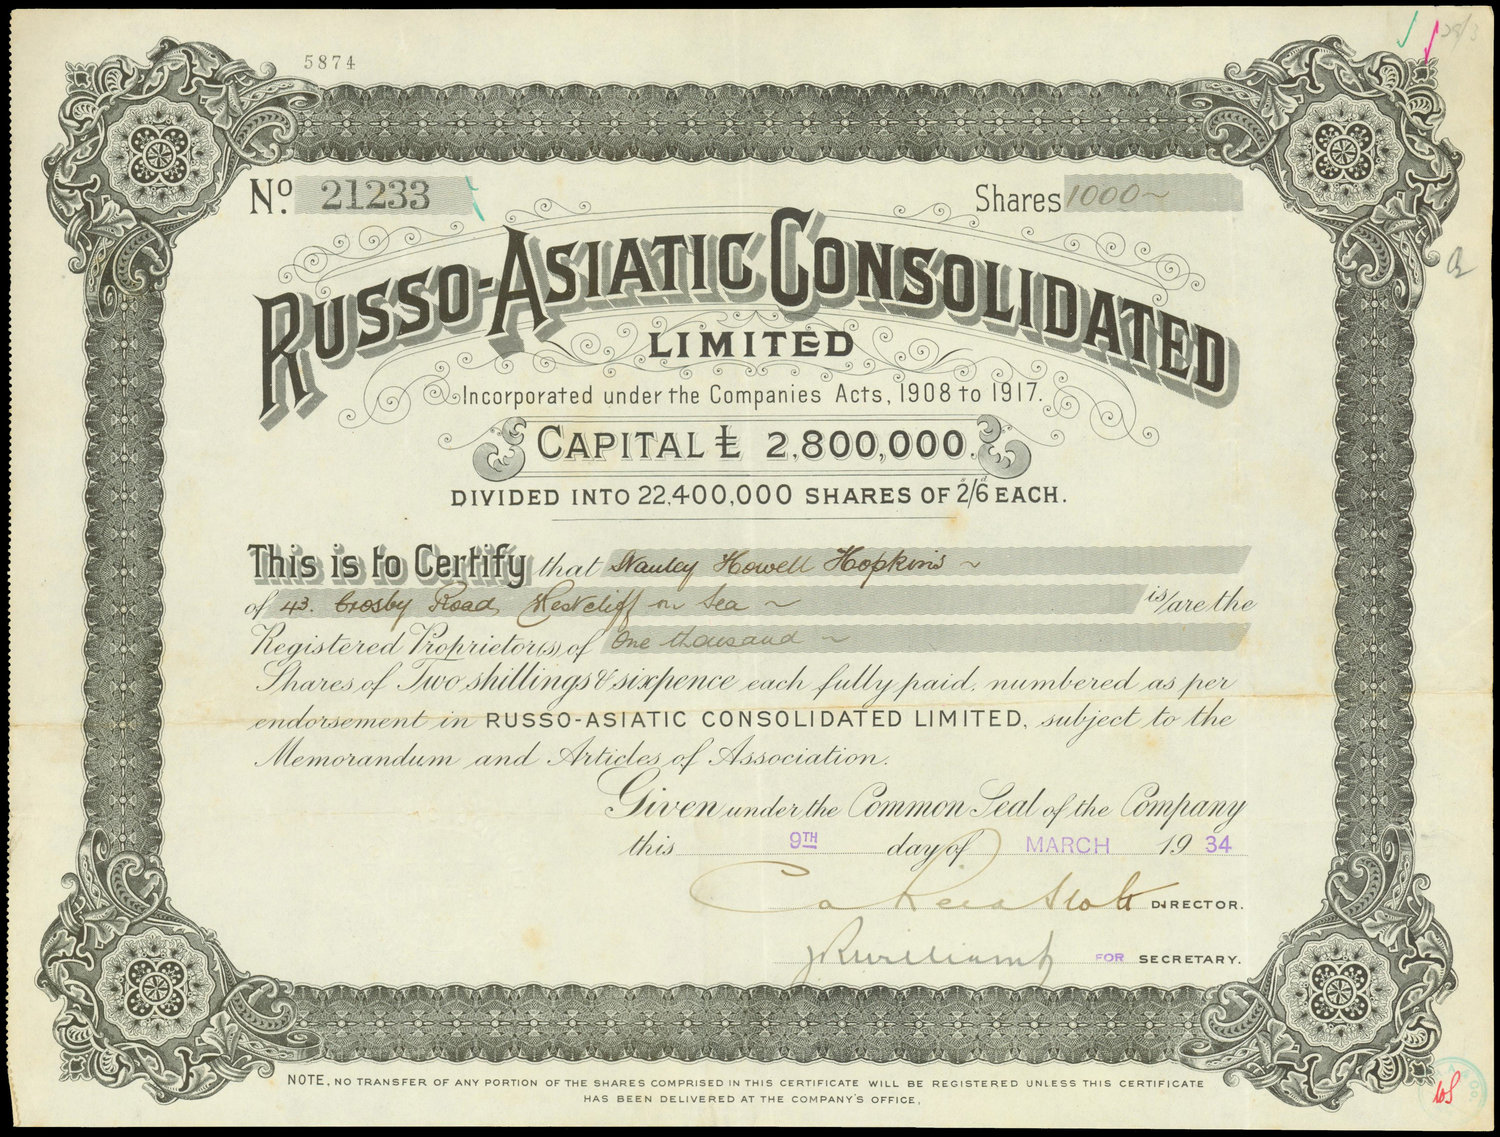 5874
Nº. 21233
Shares 1000~
RUSSO-ASIATIC CONSOLIDATED
LIMITED
Incorporated under the Companies Acts, 1908 to 1917.
CAPITAL £ 2,800,000.
DIVIDED INTO 22,400,000 SHARES OF 2/6 EACH.
This is to Certify that Stanley Howell Hopkins ~
of 43. Crosby Road, Westcliff on Sea ~ is/are the
Registered Proprietor(s) of One thousand ~
Shares of Two shillings & sixpence each fully paid, numbered as per
endorsement in RUSSO-ASIATIC CONSOLIDATED LIMITED, subject to the
Memorandum and Articles of Association.
Given under the Common Seal of the Company
this 9TH day of MARCH 1934
DIRECTOR.
FOR SECRETARY.
NOTE. NO TRANSFER OF ANY PORTION OF THE SHARES COMPRISED IN THIS CERTIFICATE WILL BE REGISTERED UNLESS THIS CERTIFICATE
HAS BEEN DELIVERED AT THE COMPANY'S OFFICE.